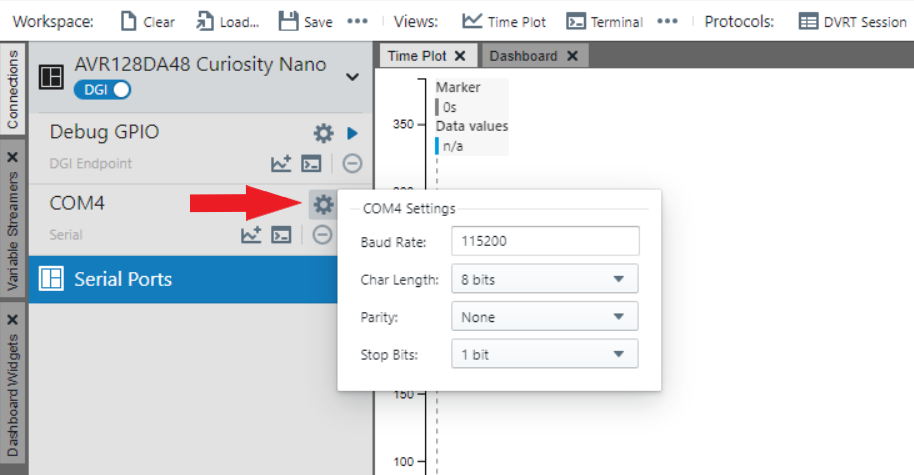 Workspace: Clear Load... Save ••• Views: Time Plot Terminal ••• Protocols: DVRT Session
Connections
Variable Streamers
Dashboard Widgets
AVR128DA48 Curiosity Nano
DGI
Debug GPIO
DGI Endpoint
COM4
Serial
Serial Ports
Time Plot Dashboard
Marker
0s
350
Data values
n/a
COM4 Settings
Baud Rate: 115200
Char Length: 8 bits
Parity: None
Stop Bits: 1 bit
150
100